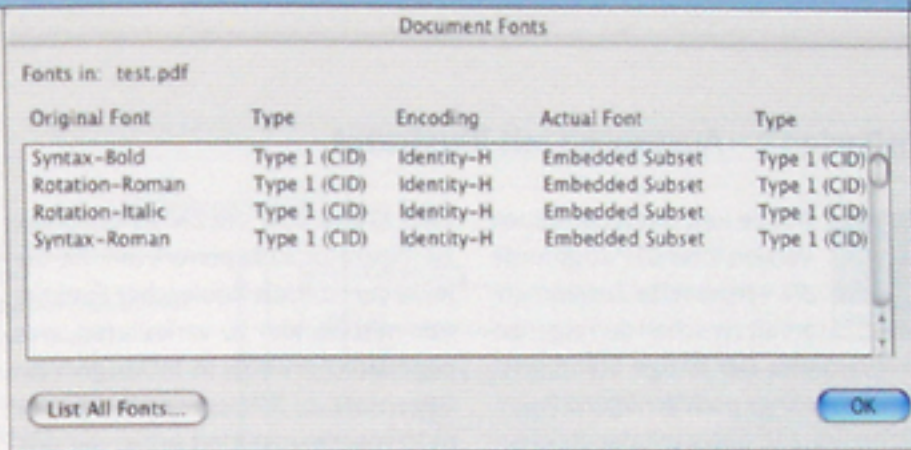 Document Fonts
Fonts in: test.pdf
Original Font Type Encoding Actual Font Type
Syntax-Bold Type 1 (CID) Identity-H Embedded Subset Type 1 (CID)
Rotation-Roman Type 1 (CID) Identity-H Embedded Subset Type 1 (CID)
Rotation-Italic Type 1 (CID) Identity-H Embedded Subset Type 1 (CID)
Syntax-Roman Type 1 (CID) Identity-H Embedded Subset Type 1 (CID)
List All Fonts... OK